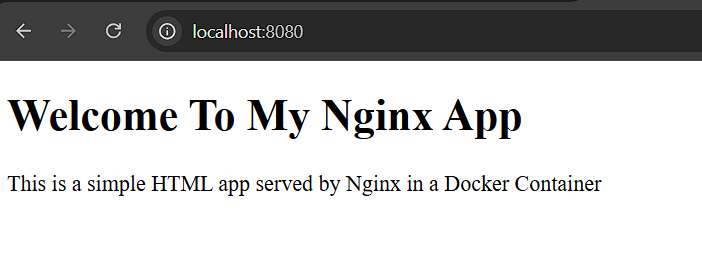 localhost:8080
Welcome To My Nginx App
This is a simple HTML app served by Nginx in a Docker Container